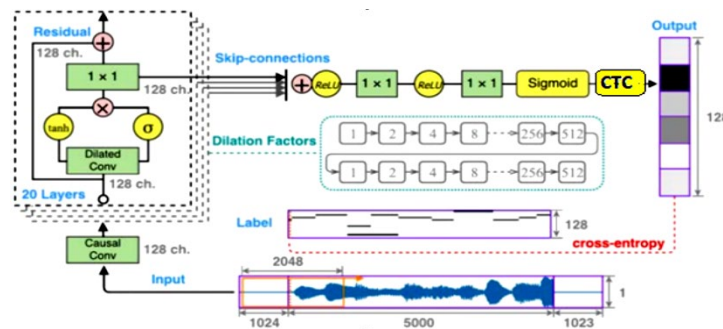 Output
Residual
128 ch.
Skip-connections
1 × 1
128 ch.
ReLU
1 × 1
ReLU
1 × 1
Sigmoid
CTC
tanh
σ
Dilated
Conv
128 ch.
20 Layers
Dilation Factors
1
2
4
8
256
512
1
2
4
8
256
512
Label
128
cross-entropy
Causal
Conv
128 ch.
Input
2048
1
1024
5000
1023